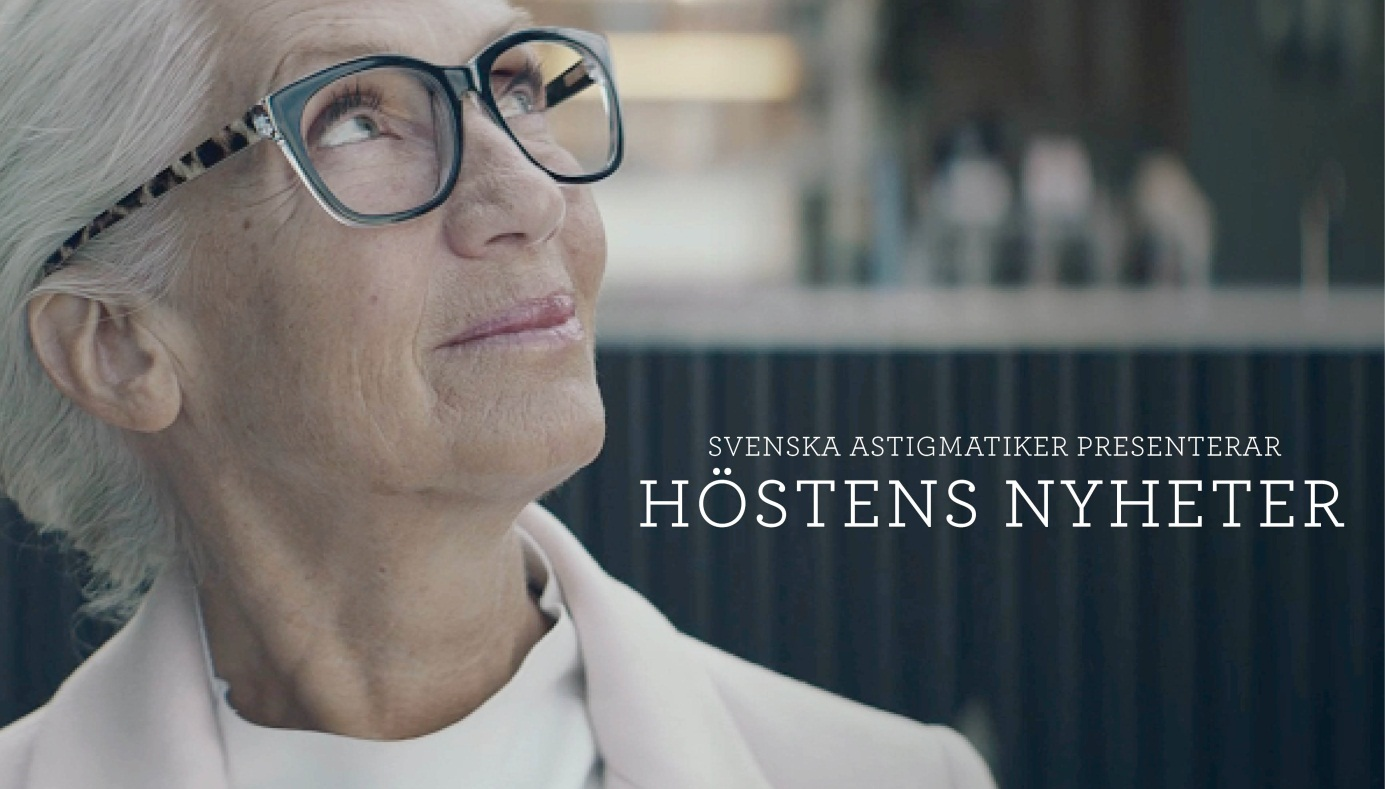 SVENSKA ASTIGMATIKER PRESENTERAR
HÖSTENS NYHETER